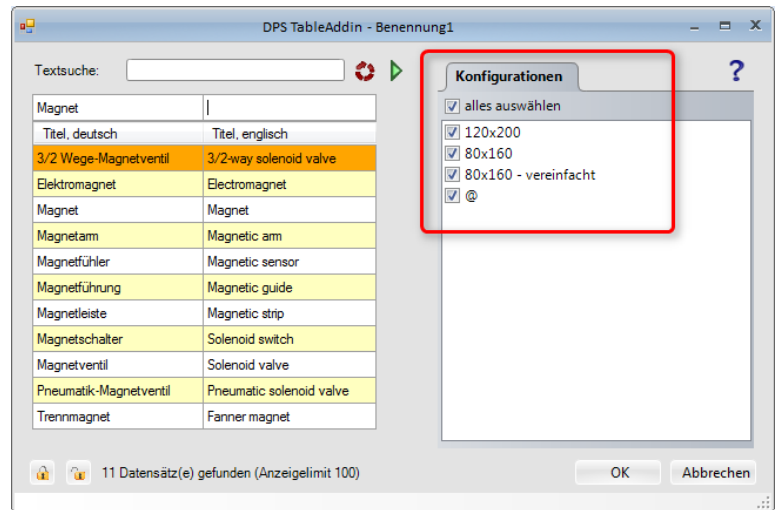 DPS TableAddin - Benennung1
Textsuche:
Magnet
Titel, deutsch Titel, englisch
3/2 Wege-Magnetventil 3/2-way solenoid valve
Elektromagnet Electromagnet
Magnet Magnet
Magnetarm Magnetic arm
Magnetfühler Magnetic sensor
Magnetführung Magnetic guide
Magnetleiste Magnetic strip
Magnetschalter Solenoid switch
Magnetventil Solenoid valve
Pneumatik-Magnetventil Pneumatic solenoid valve
Trennmagnet Fanner magnet
11 Datensätz(e) gefunden (Anzeigelimit 100)
Konfigurationen ?
alles auswählen
120x200
80x160
80x160 - vereinfacht
@
OK Abbrechen